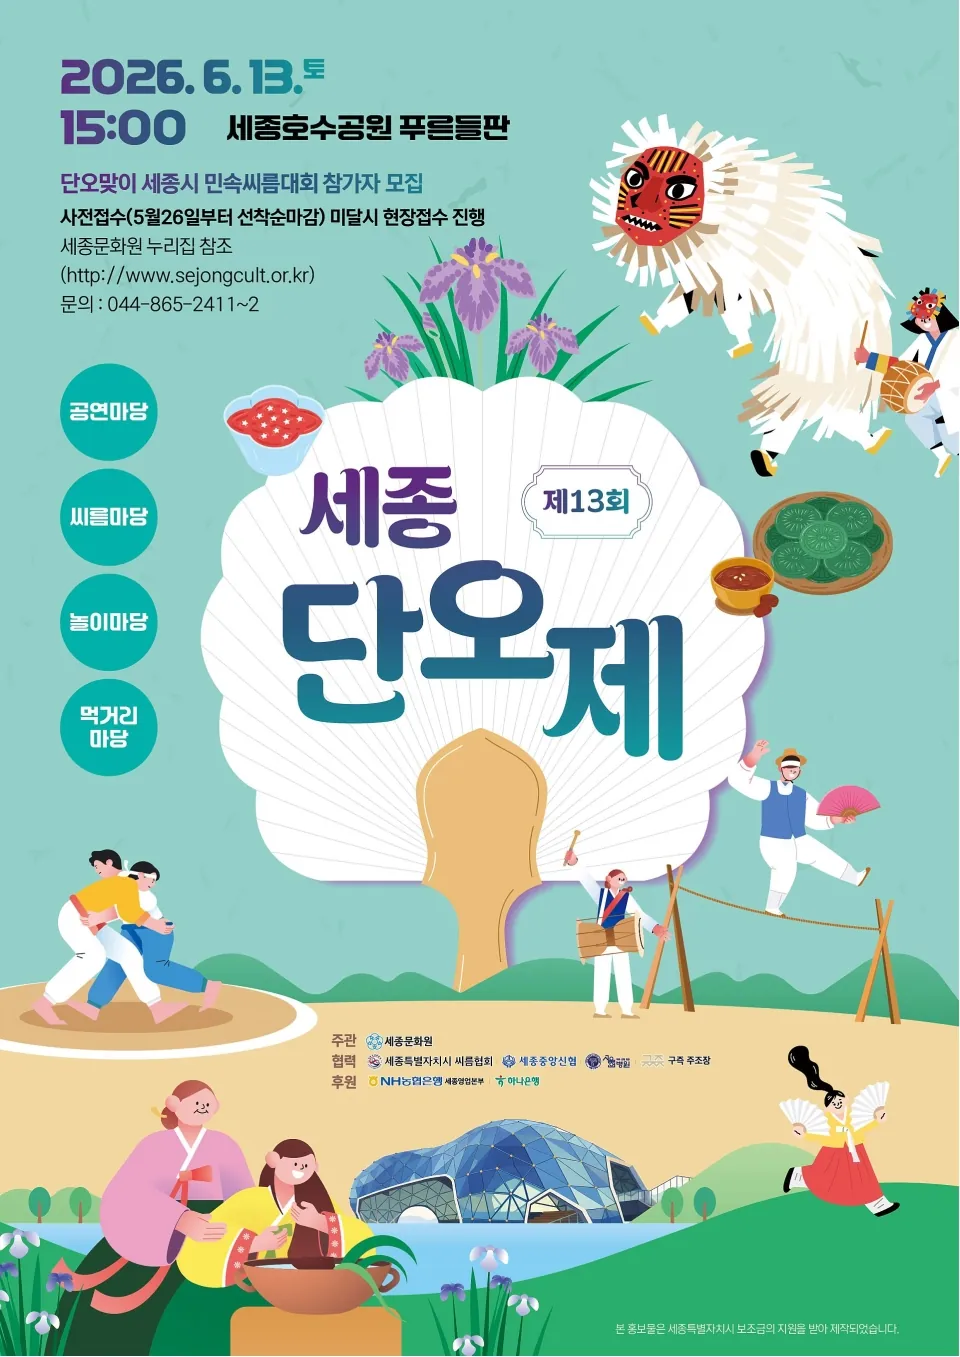 2026. 6. 13.토
15:00 세종호수공원 푸른들판
단오맞이 세종시 민속씨름대회 참가자 모집
사전접수(5월26일부터 선착순마감) 미달시 현장접수 진행
세종문화원 누리집 참조
(http://www.sejongcult.or.kr)
문의 : 044-865-2411~2
공연마당
씨름마당
놀이마당
먹거리
마당
세종
제13회
단오제
주관 세종문화원
협력 세종특별자치시 씨름협회 세종중앙신협 구즉 주조장
후원 NH농협은행 세종영업본부 하나은행
본 홍보물은 세종특별자치시 보조금의 지원을 받아 제작되었습니다.